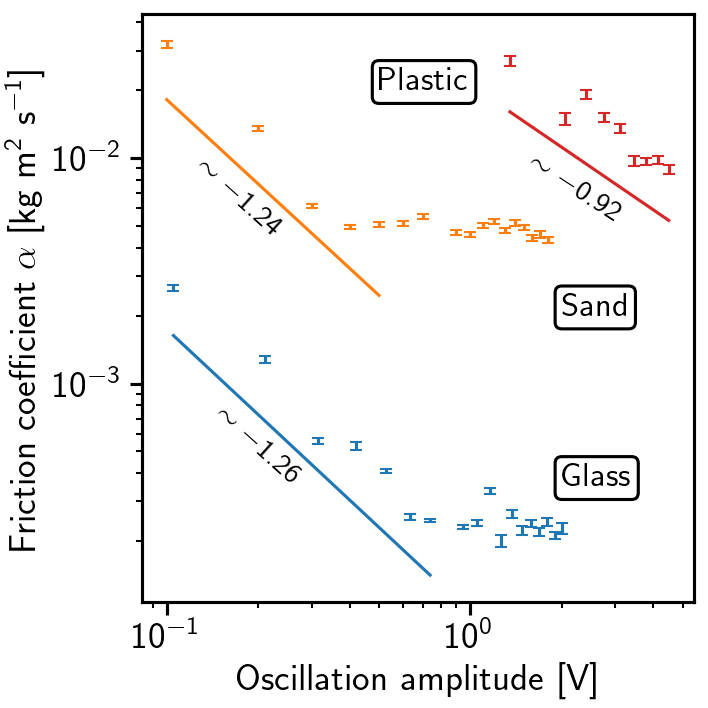 Friction coefficient α [kg m² s⁻¹]
10⁻²
10⁻³
Plastic
∼ −0.92
∼ −1.24
Sand
∼ −1.26
Glass
10⁻¹
10⁰
Oscillation amplitude [V]